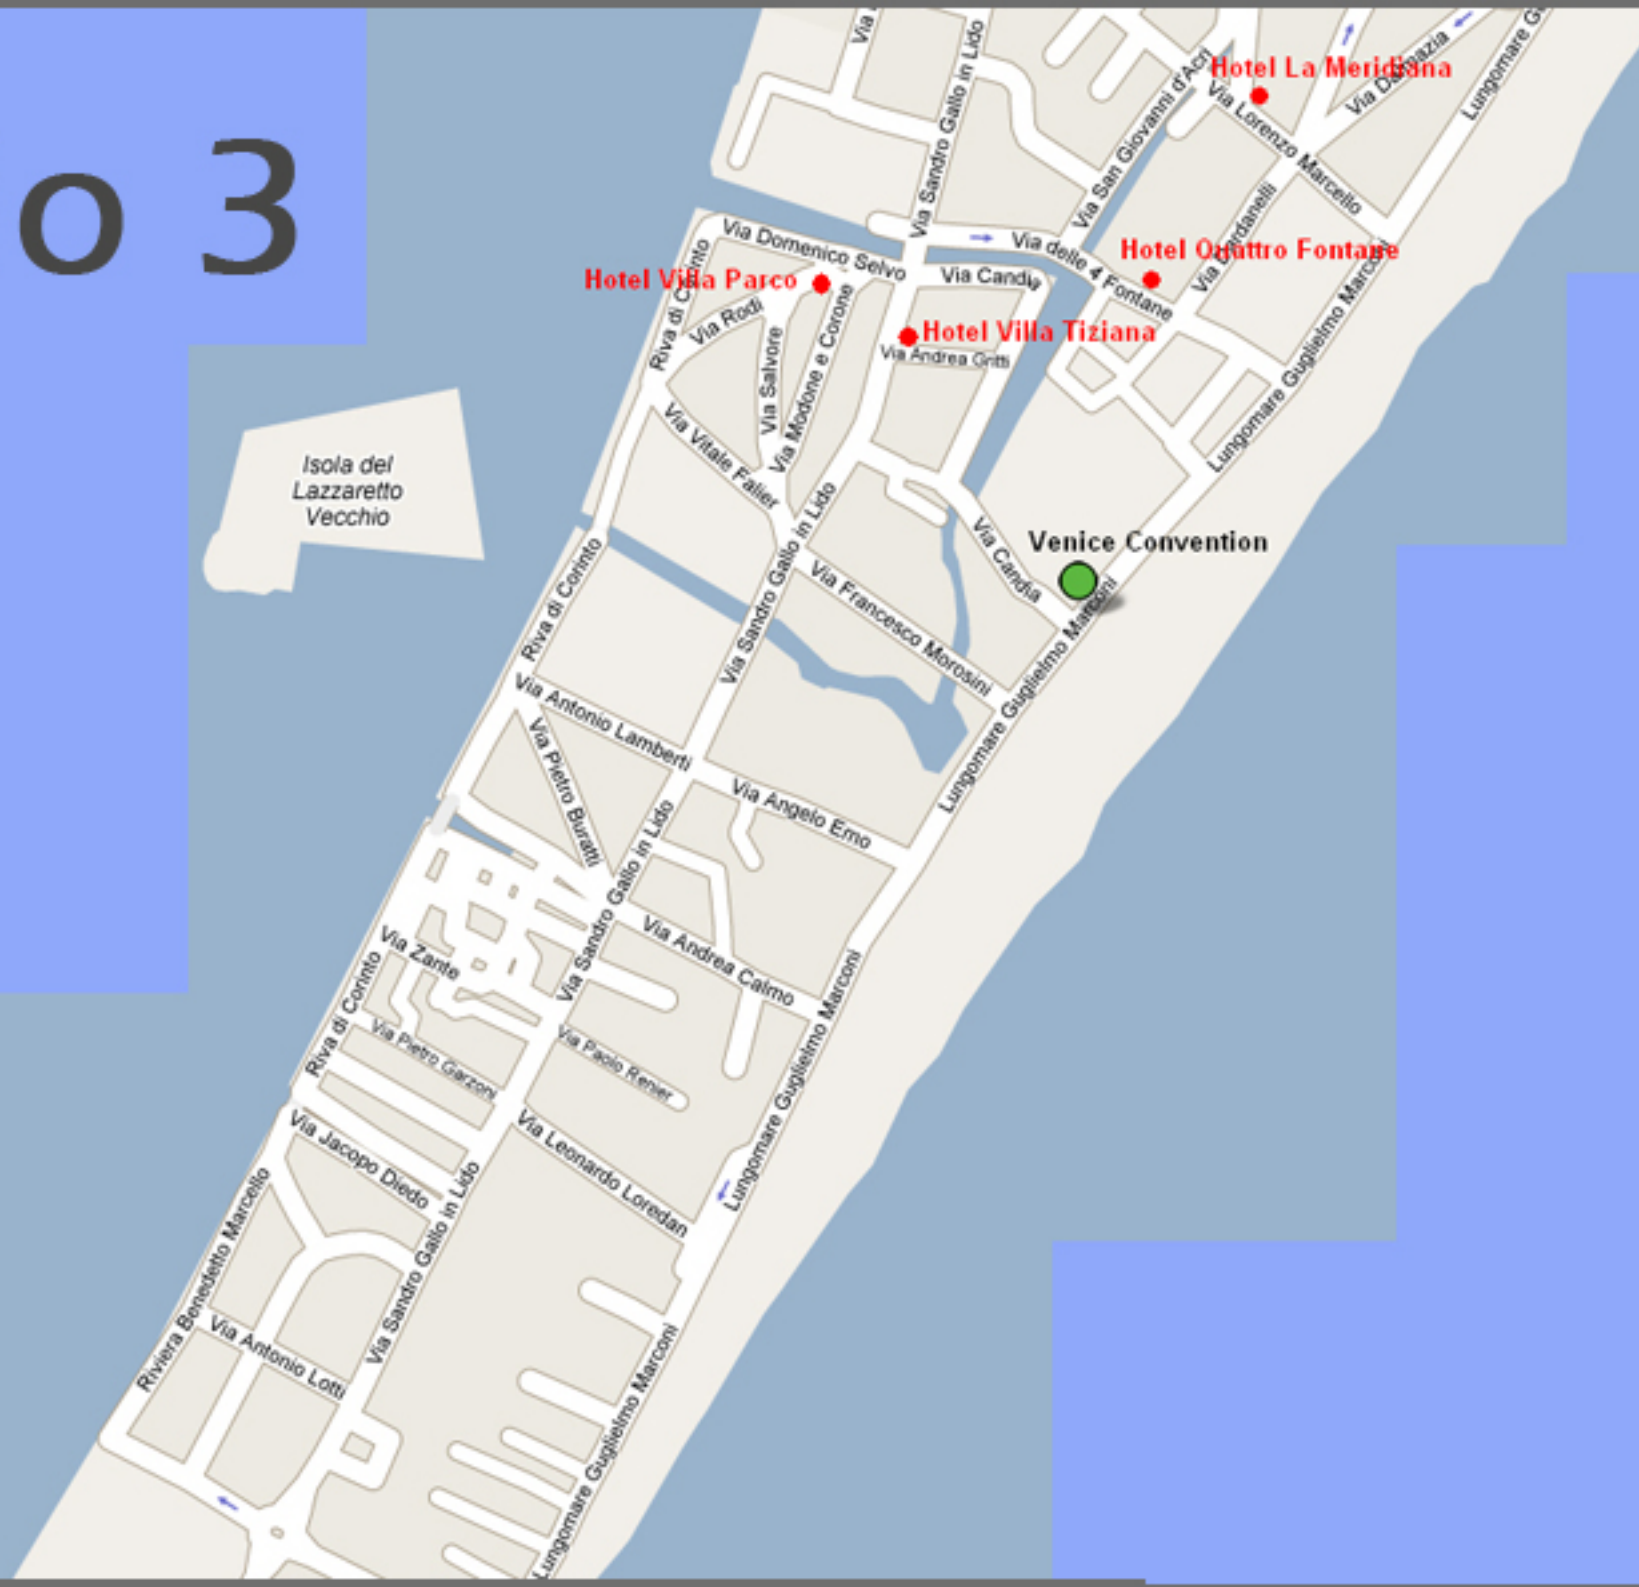 o 3
Via
Via Sandro Gallo in Lido
Via San Giovanni d'Acri
Hotel La Meridiana
Via Dalmazia
Lungomare
Via Lorenzo Marcello
Via Domenico Selvo
Via delle 4 Fontane
Hotel Quattro Fontane
Via Dardanelli
Via Candia
Hotel Villa Parco
Riva di Corinto
Via Rodi
Hotel Villa Tiziana
Via Andrea Gritti
Via Salvore
Via Modone e Corone
Lungomare Guglielmo Marconi
Via Vitale Falier
Isola del
Lazzaretto
Vecchio
Via Sandro Gallo in Lido
Via Candia
Venice Convention
Riva di Corinto
Via Francesco Morosini
Lungomare Guglielmo Marconi
Via Antonio Lamberti
Via Pietro Buratti
Via Angelo Emo
Via Sandro Gallo in Lido
Via Andrea Calmo
Via Zante
Riva di Corinto
Via Pietro Garzoni
Via Paolo Renier
Lungomare Guglielmo Marconi
Via Jacopo Diedo
Via Leonardo Loredan
Riviera Benedetto Marcello
Via Sandro Gallo in Lido
Via Antonio Lotti
Lungomare Guglielmo Marconi